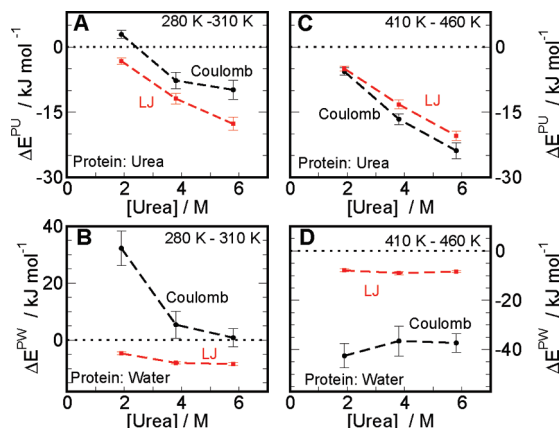 A 280 K -310 K
0
-15
-30
Coulomb
LJ
Protein: Urea
ΔE^PU / kJ mol⁻¹
0 2 4 6
[Urea] / M
C 410 K - 460 K
0
-15
-30
LJ
Coulomb
Protein: Urea
ΔE^PU / kJ mol⁻¹
0 2 4 6
[Urea] / M
B 280 K - 310 K
40
20
0
Coulomb
LJ
Protein: Water
ΔE^PW / kJ mol⁻¹
0 2 4 6
[Urea] / M
D 410 K - 460 K
0
-20
-40
LJ
Coulomb
Protein: Water
ΔE^PW / kJ mol⁻¹
0 2 4 6
[Urea] / M